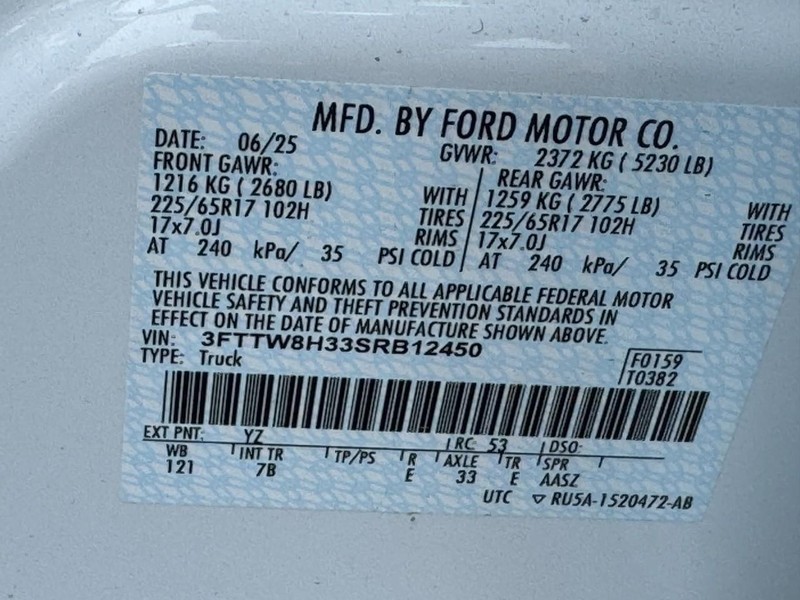 MFD. BY FORD MOTOR CO.
DATE: 06/25 GVWR: 2372 KG ( 5230 LB)
FRONT GAWR: REAR GAWR:
1216 KG ( 2680 LB) WITH 1259 KG ( 2775 LB) WITH
225/65R17 102H TIRES 225/65R17 102H TIRES
17x7.0J RIMS 17x7.0J RIMS
AT 240 kPa/ 35 PSI COLD AT 240 kPa/ 35 PSI COLD
THIS VEHICLE CONFORMS TO ALL APPLICABLE FEDERAL MOTOR
VEHICLE SAFETY AND THEFT PREVENTION STANDARDS IN
EFFECT ON THE DATE OF MANUFACTURE SHOWN ABOVE.
VIN: 3FTTW8H33SRB12450
TYPE: Truck F0159
T0382
EXT PNT: YZ RC: 53 DSO:
WB INT TR TP/PS R AXLE TR SPR
121 7B E 33 E AASZ
UTC ▽ RU5A-1520472-AB